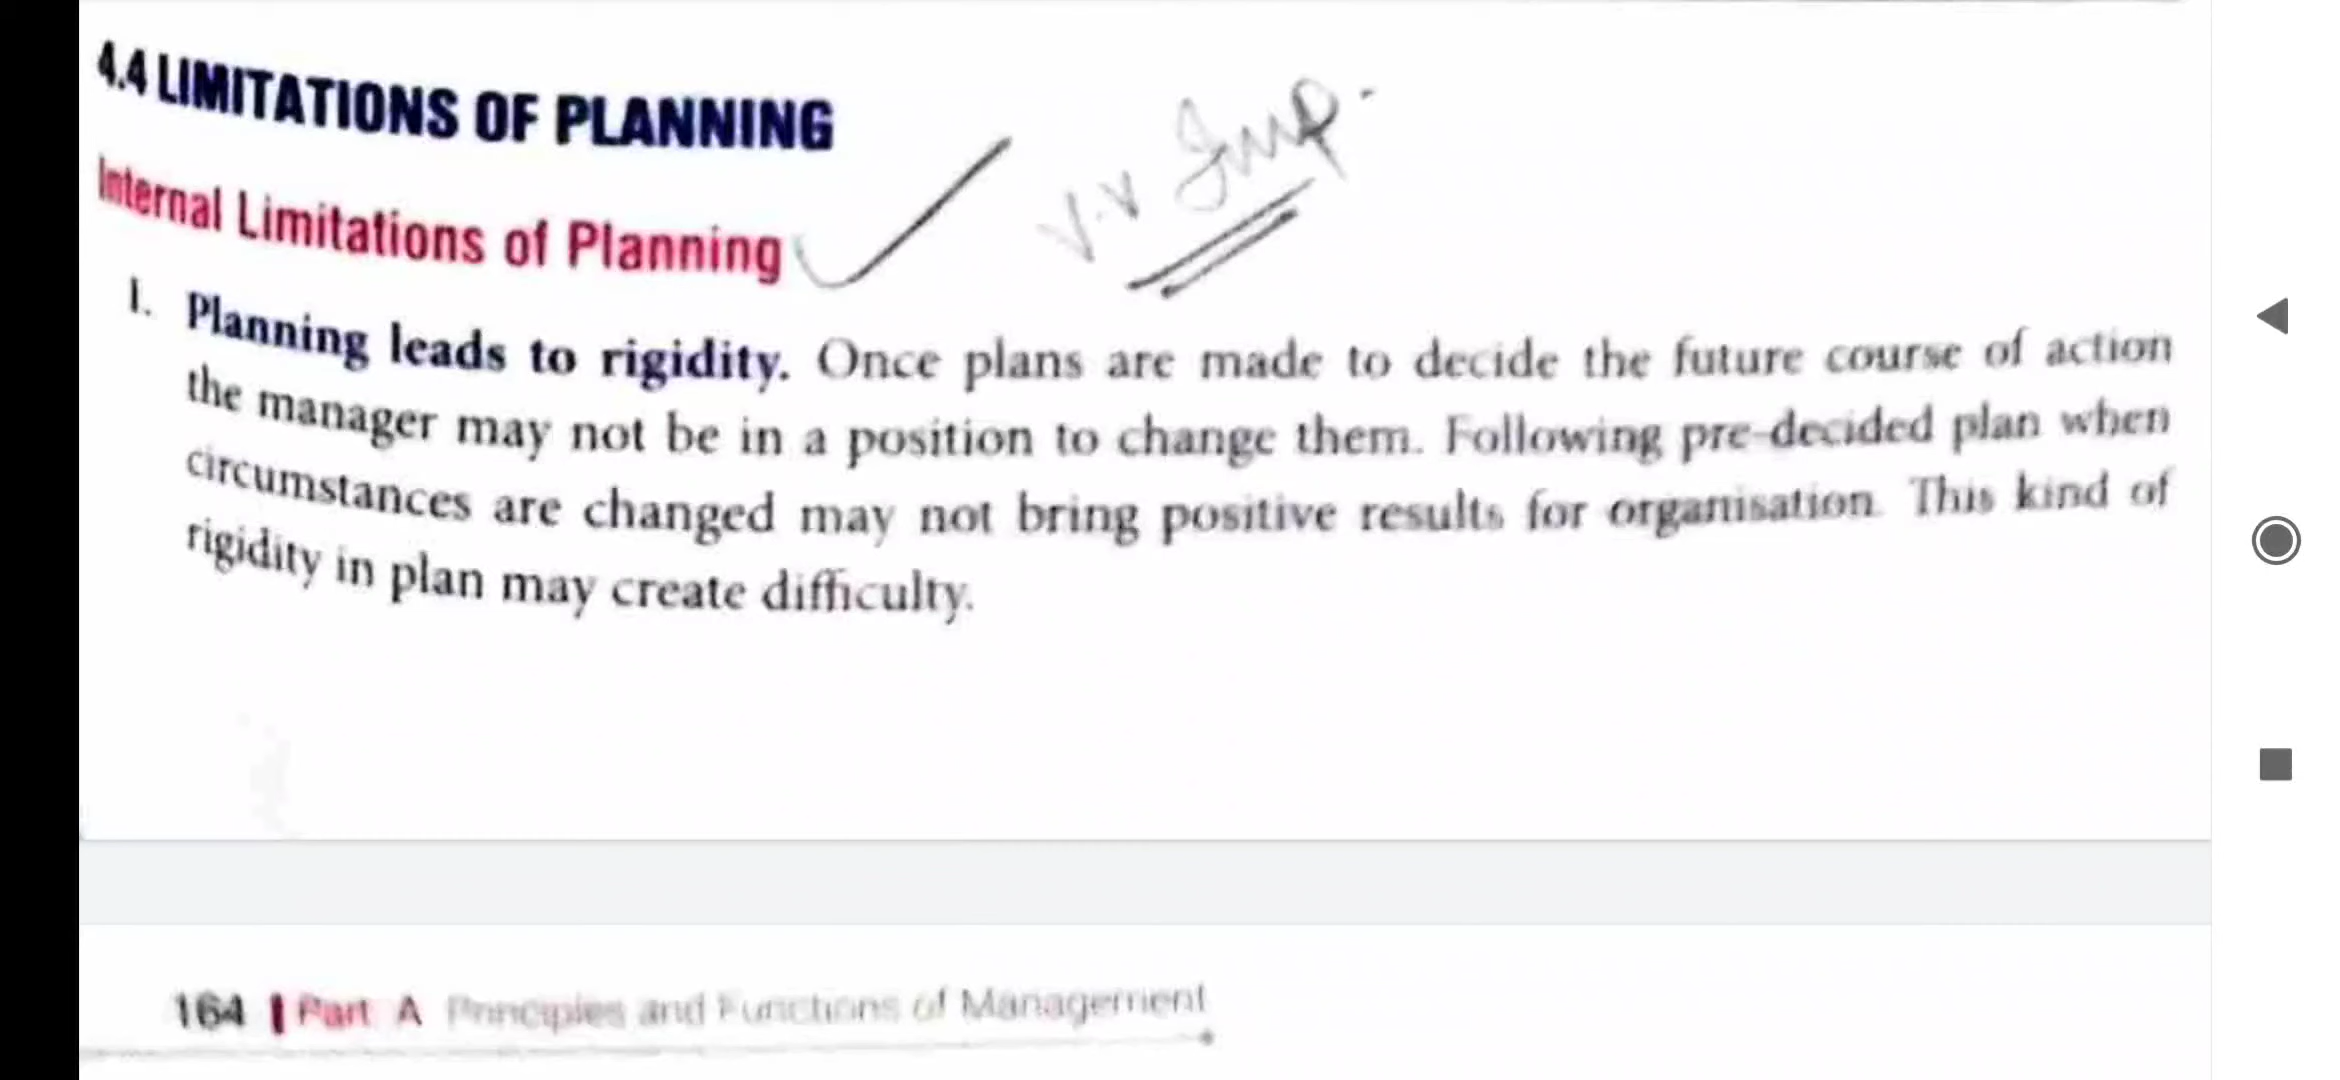 4.4 LIMITATIONS OF PLANNING
V.V Imp.
Internal Limitations of Planning
1. Planning leads to rigidity. Once plans are made to decide the future course of action
the manager may not be in a position to change them. Following pre-decided plan when
circumstances are changed may not bring positive results for organisation. This kind of
rigidity in plan may create difficulty.
164 | Part A Principles and Functions of Management